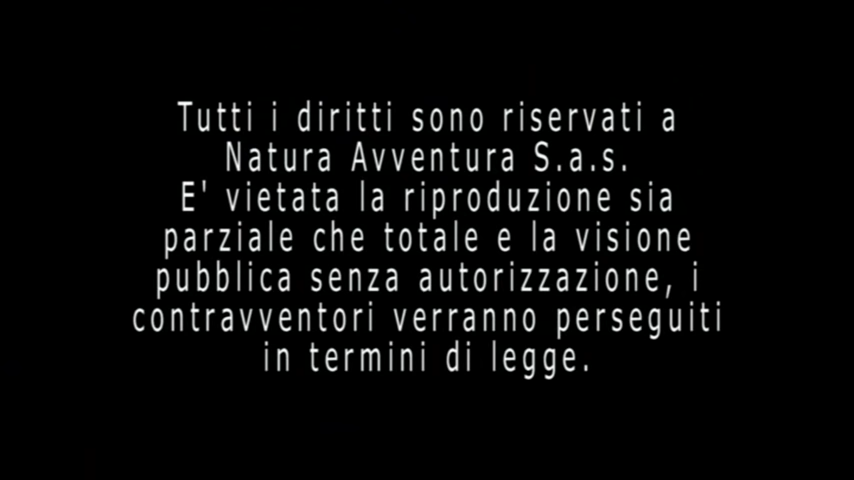 Tutti i diritti sono riservati a
Natura Avventura S.a.s.
E' vietata la riproduzione sia
parziale che totale e la visione
pubblica senza autorizzazione, i
contravventori verranno perseguiti
in termini di legge.